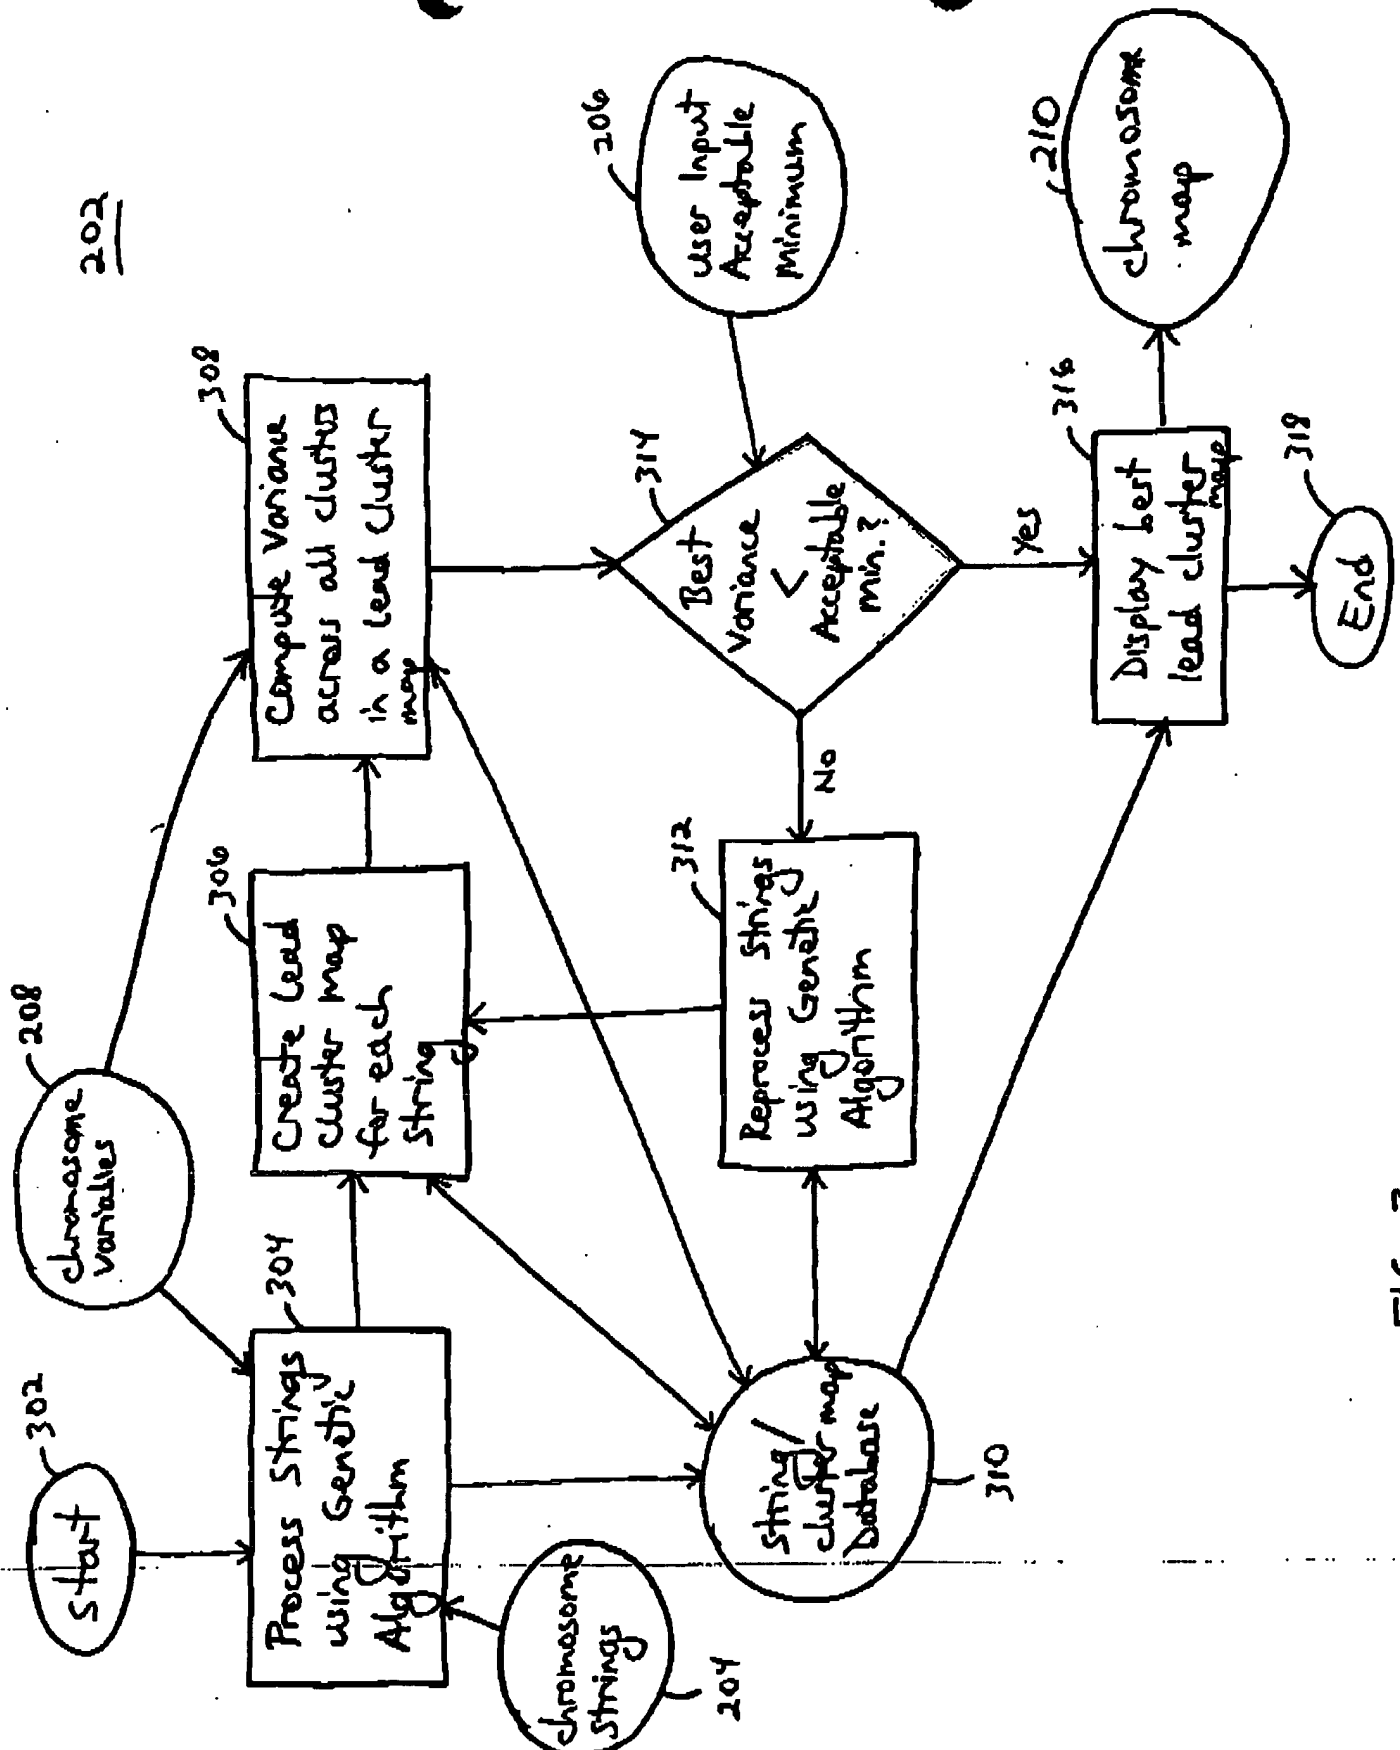 202
302
Start
208
chromosome
variables
304
Process Strings
using Genetic
Algorithm
306
Create Lead
cluster map
for each
String
308
Compute Variance
across all clusters
in a Lead cluster
map
204
chromosome
Strings
310
String /
cluster map
Database
312
Reprocess Strings
using Genetic
Algorithm
No
314
Best
Variance
<
Acceptable
min.?
206
User Input
Acceptable
minimum
Yes
316
Display best
lead cluster
map
210
chromosome
map
318
End